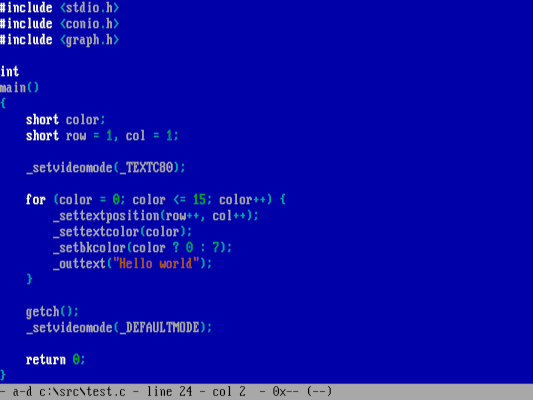 #include <stdio.h>
#include <conio.h>
#include <graph.h>

int
main()
{
    short color;
    short row = 1, col = 1;

    _setvideomode(_TEXTC80);

    for (color = 0; color <= 15; color++) {
        _settextposition(row++, col++);
        _settextcolor(color);
        _setbkcolor(color ? 0 : 7);
        _outtext("Hello world");
    }

    getch();
    _setvideomode(_DEFAULTMODE);

    return 0;
}
- a-d c:\src\test.c - line 24 - col 2  - 0x-- (--)